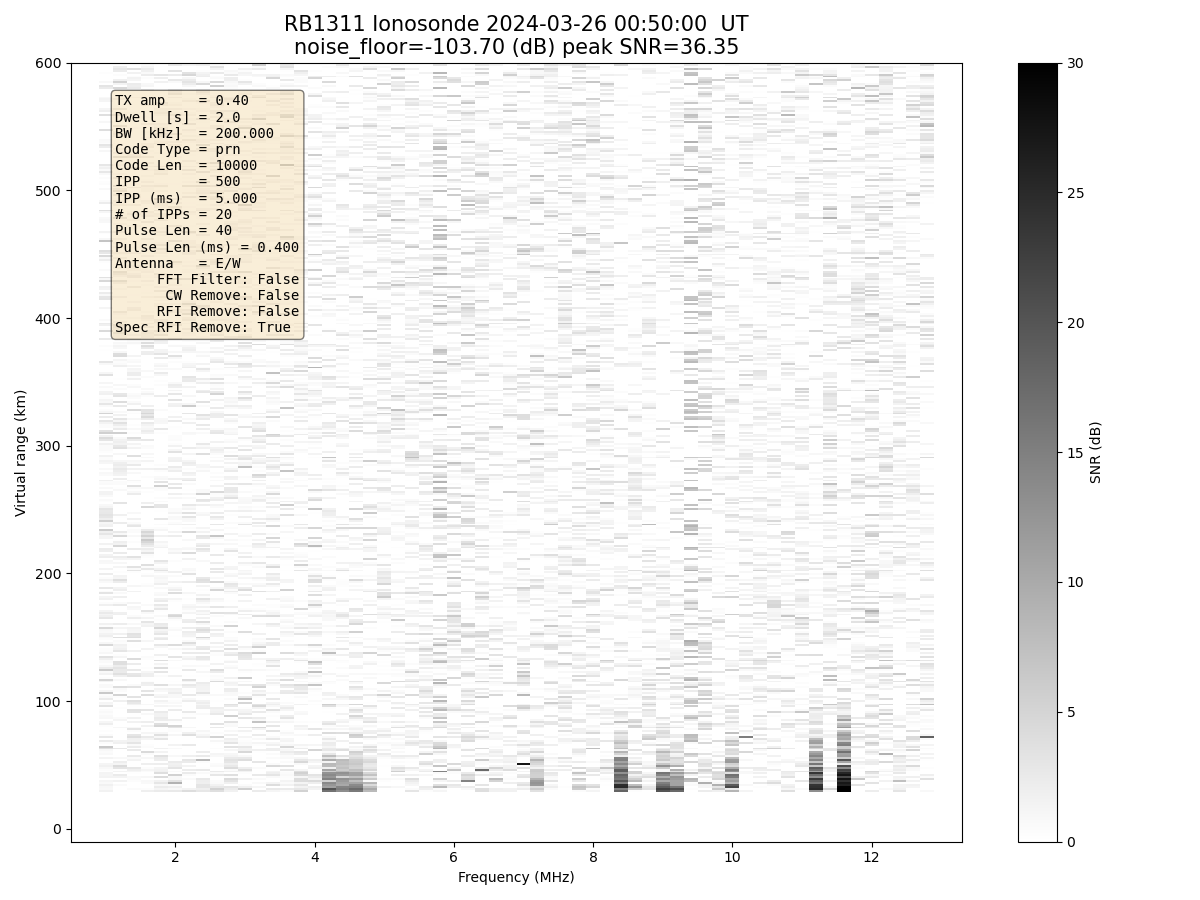 RB1311 Ionosonde 2024-03-26 00:50:00  UT
noise_floor=-103.70 (dB) peak SNR=36.35
TX amp    = 0.40
Dwell [s] = 2.0
BW [kHz]  = 200.000
Code Type = prn
Code Len  = 10000
IPP       = 500
IPP (ms)  = 5.000
# of IPPs = 20
Pulse Len = 40
Pulse Len (ms) = 0.400
Antenna   = E/W
FFT Filter: False
CW Remove: False
RFI Remove: False
Spec RFI Remove: True
600
500
400
300
200
100
0
Virtual range (km)
2 4 6 8 10 12
Frequency (MHz)
30
25
20
15
10
5
0
SNR (dB)